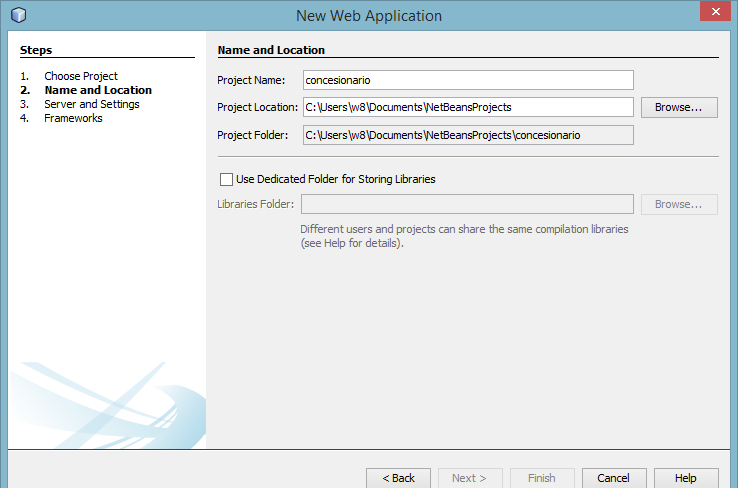 New Web Application
Steps
1. Choose Project
2. Name and Location
3. Server and Settings
4. Frameworks
Name and Location
Project Name: concesionario
Project Location: C:\Users\w8\Documents\NetBeansProjects Browse...
Project Folder: C:\Users\w8\Documents\NetBeansProjects\concesionario
Use Dedicated Folder for Storing Libraries
Libraries Folder: Browse...
Different users and projects can share the same compilation libraries
(see Help for details).
< Back Next > Finish Cancel Help